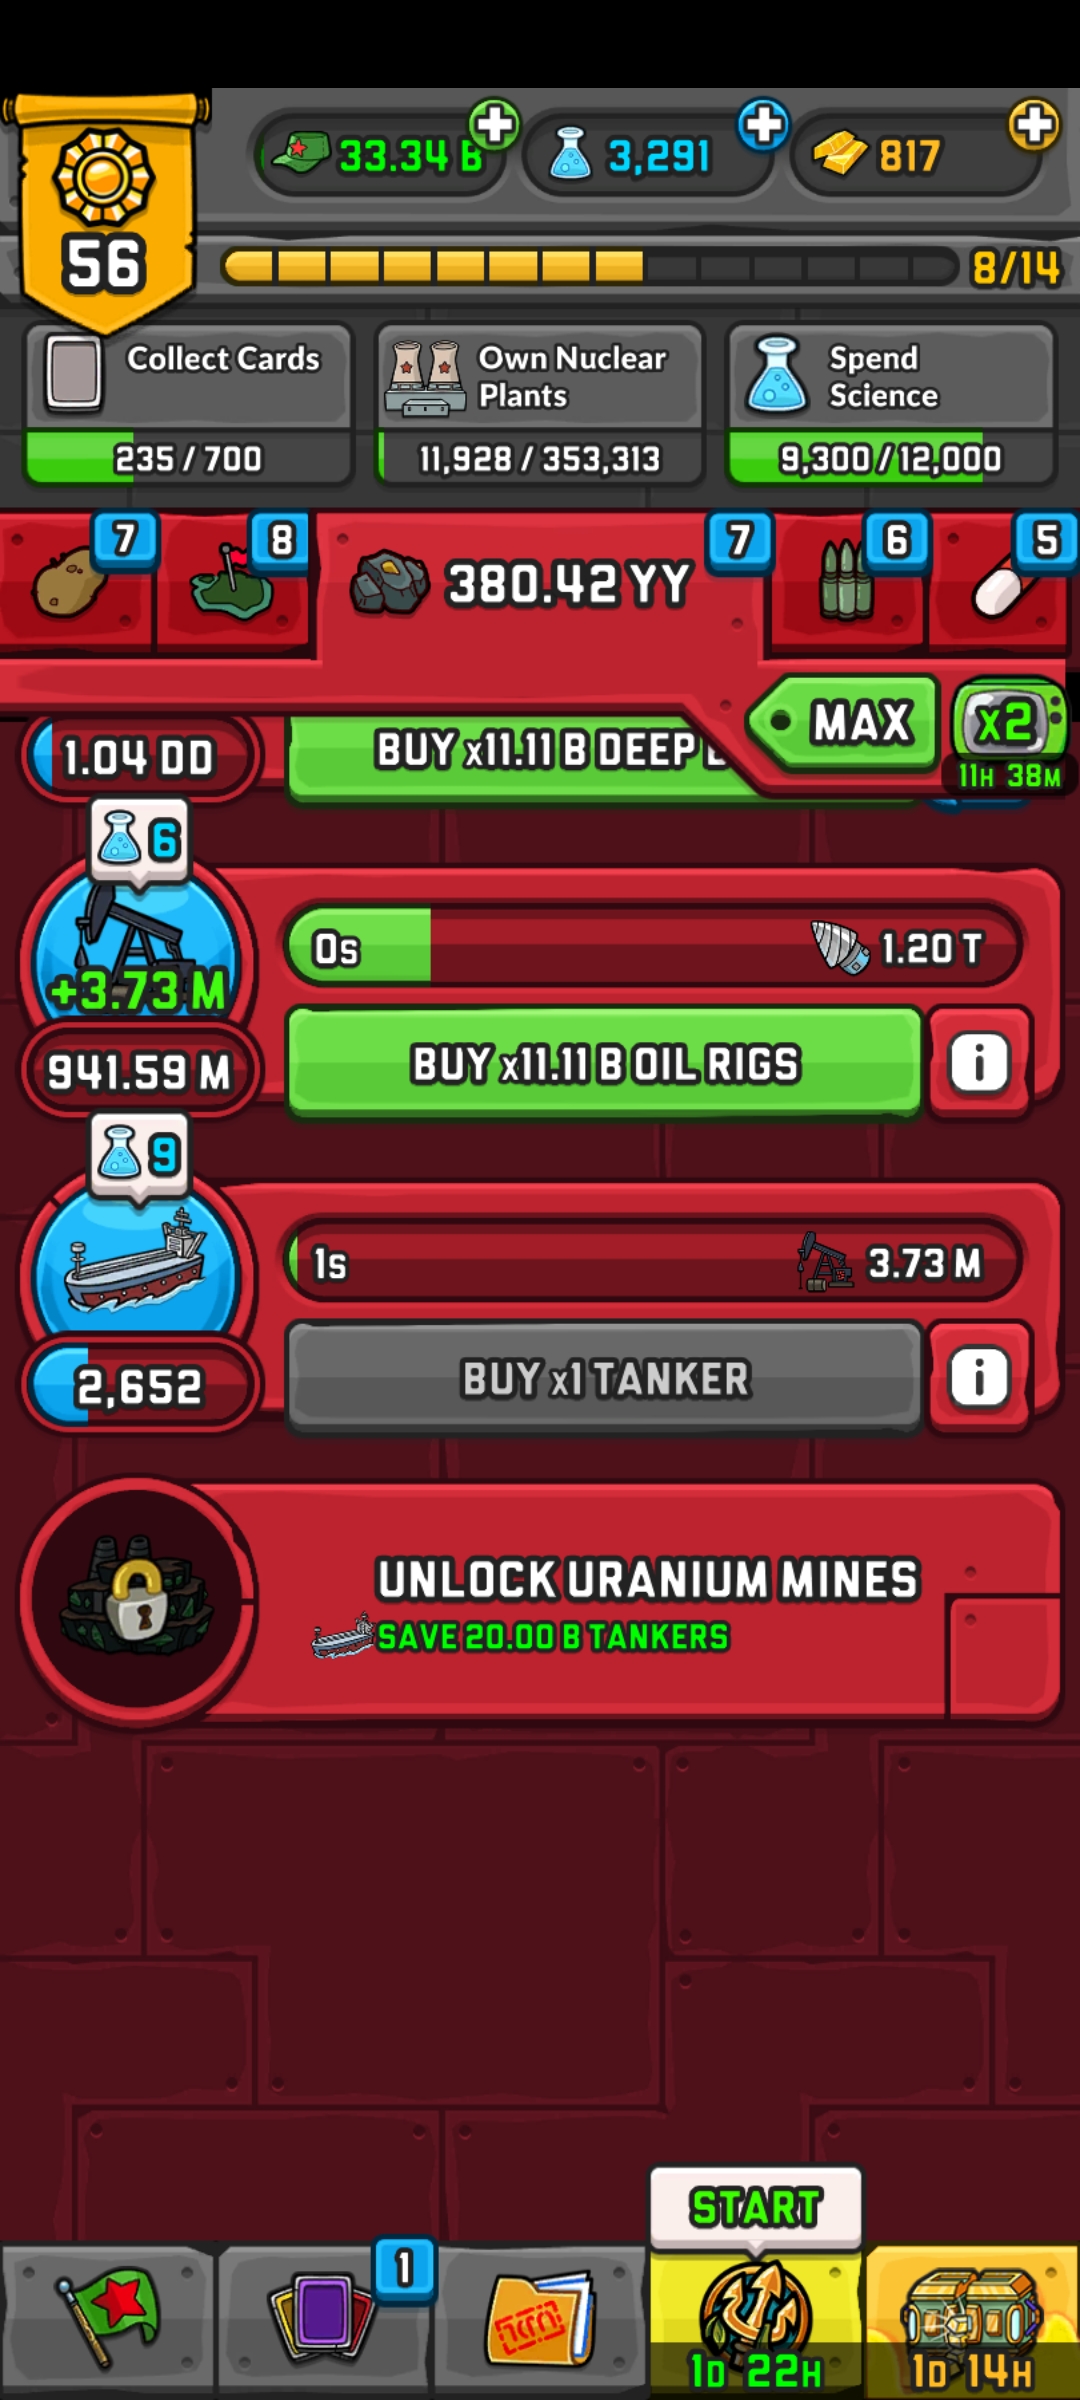 56
33.34 B
3,291
817
8/14
Collect Cards
235 / 700
Own Nuclear
Plants
11,928 / 353,313
Spend
Science
9,300 / 12,000
7
8
380.42 YY
7
6
5
MAX
x2
11H 38M
1.04 DD
BUY x11.11 B DEEP
6
+3.73 M
941.59 M
0s
1.20 T
BUY x11.11 B OIL RIGS
i
9
2,652
1s
3.73 M
BUY x1 TANKER
i
UNLOCK URANIUM MINES
SAVE 20.00 B TANKERS
START
1
1D 22H
1D 14H